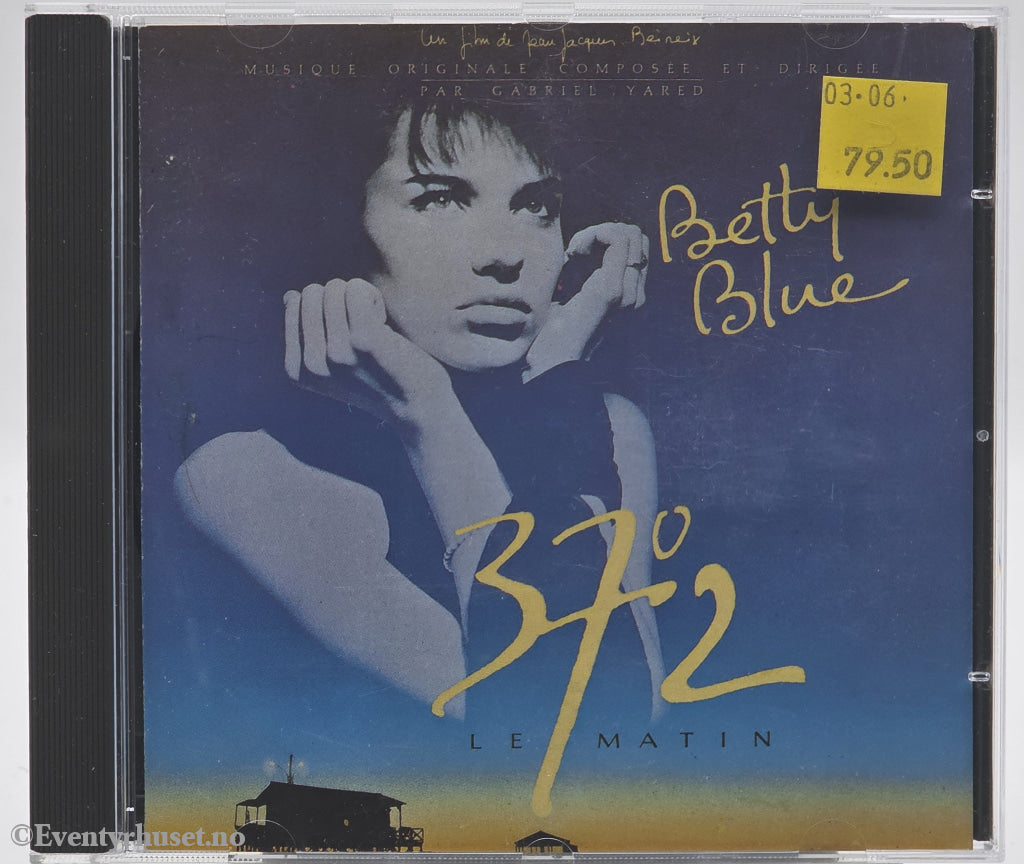 Un film de Jean Jacques Beineix
MUSIQUE ORIGINALE COMPOSÉE ET DIRIGÉE
PAR GABRIEL YARED
03·06·
79.50
Betty
Blue
37°2
LE MATIN
©Eventyrhuset.no